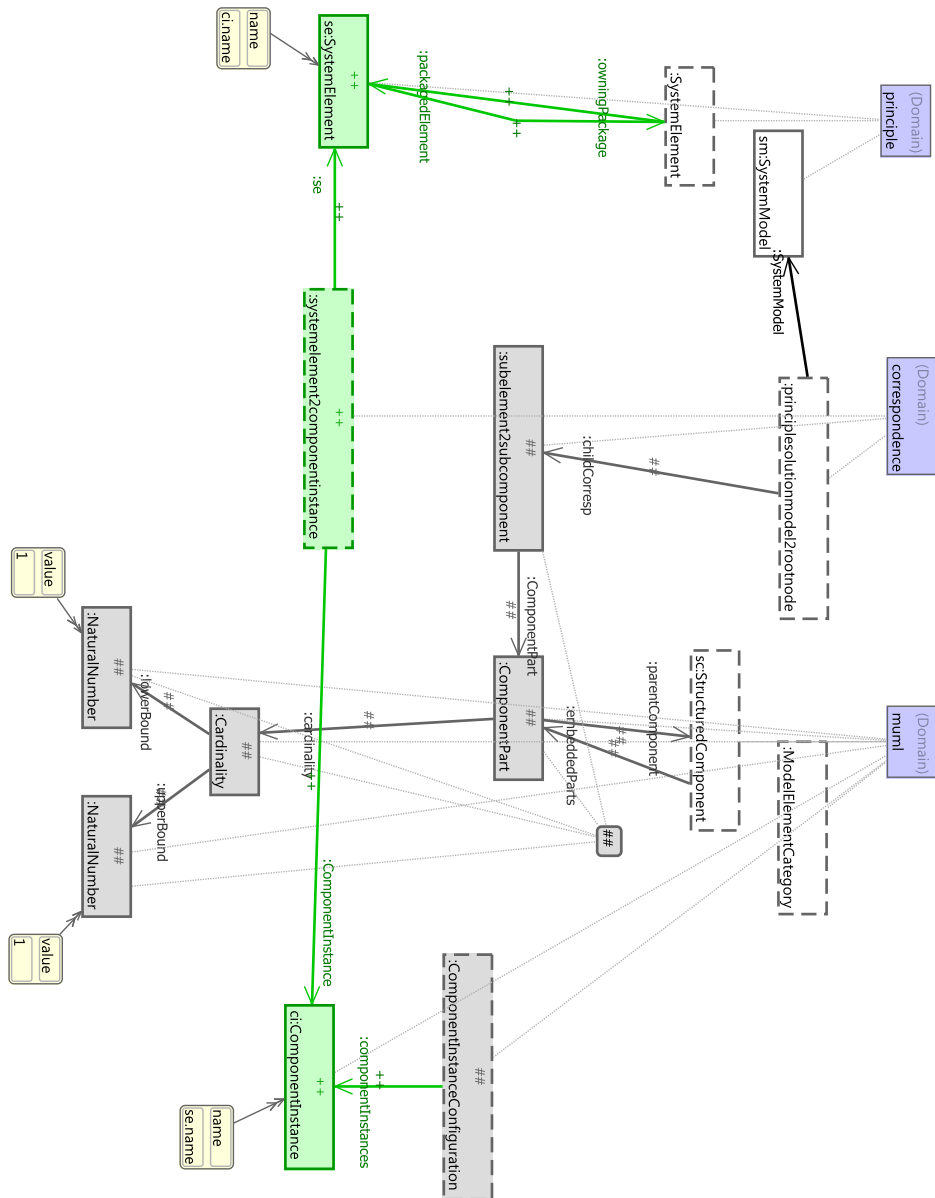 (Domain)
principle
(Domain)
correspondence
(Domain)
muml
:SystemElement
sm:SystemModel
:SystemModel
:principlesolutionmodel2rootnode
:ModelElementCategory
:owningPackage
++
++
:packagedElement
++
se:SystemElement
name
ci.name
:se
++
++
:systemelement2componentinstance
##
:subelement2subcomponent
:childCorresp
##
:ComponentPart
##
##
:ComponentPart
sc:StructuredComponent
:parentComponent
##
##
:embeddedParts
##
##
:cardinality
++
##
:Cardinality
:lowerBound
##
:upperBound
##
##
:NaturalNumber
value
1
##
:NaturalNumber
value
1
:ComponentInstance
##
:ComponentInstanceConfiguration
:componentInstances
++
++
ci:ComponentInstance
name
se.name